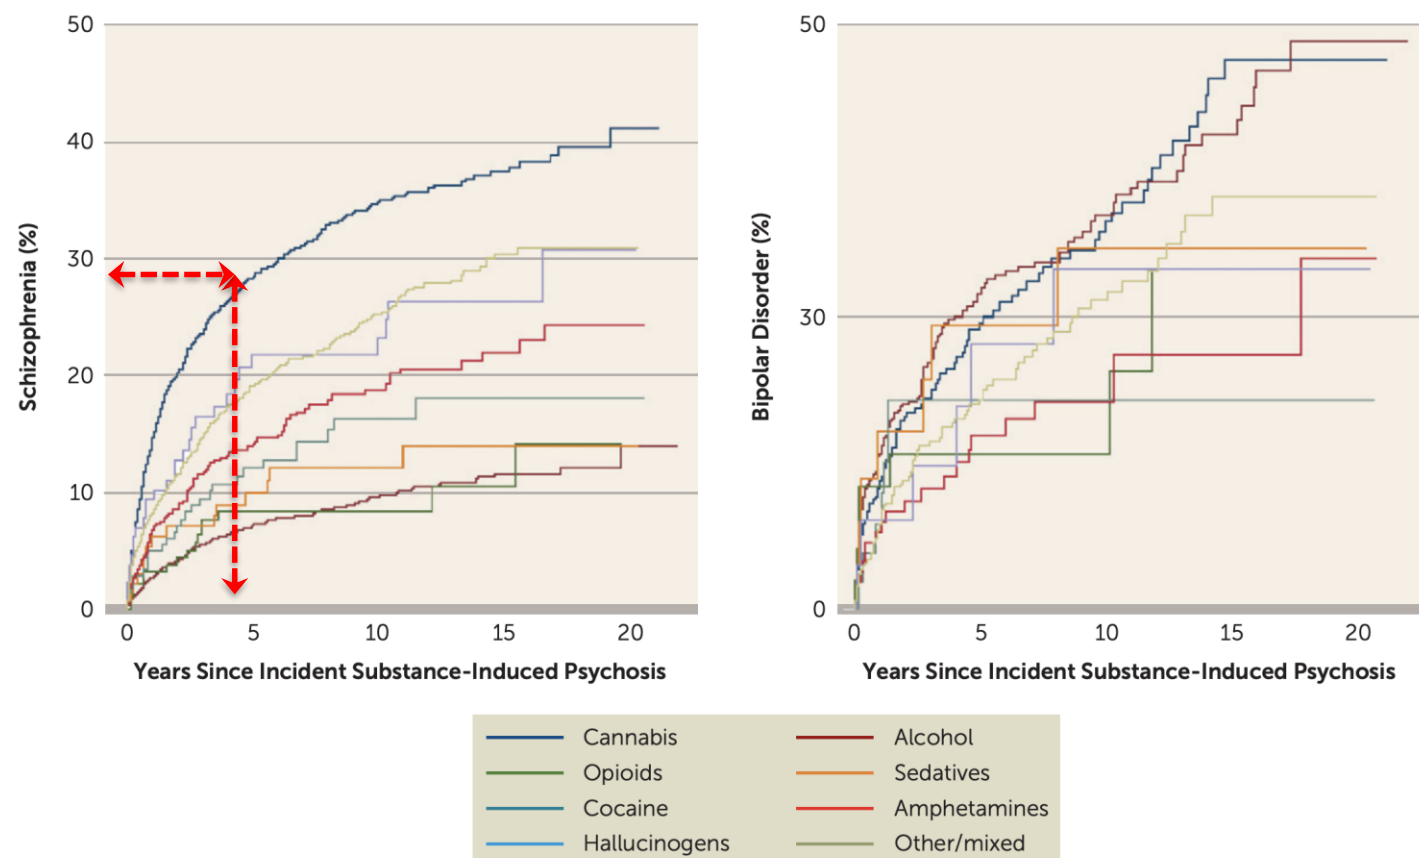 50
40
30
20
10
0
Schizophrenia (%)
0 5 10 15 20
Years Since Incident Substance-Induced Psychosis
50
30
0
Bipolar Disorder (%)
0 5 10 15 20
Years Since Incident Substance-Induced Psychosis
Cannabis Alcohol
Opioids Sedatives
Cocaine Amphetamines
Hallucinogens Other/mixed